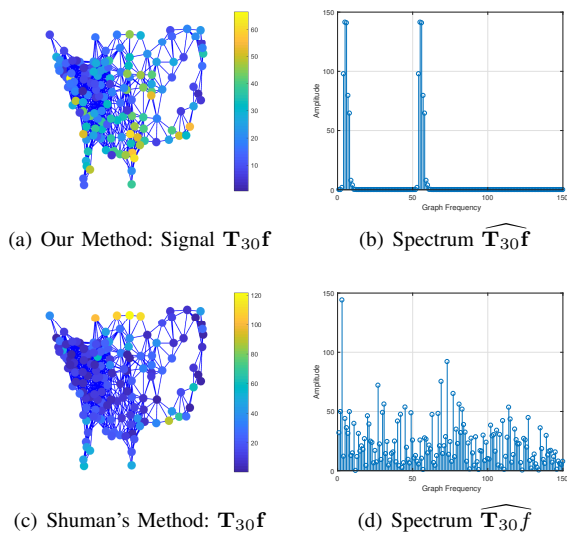 60
50
40
30
20
10
150
100
50
0
Amplitude
0 50 100 150
Graph Frequency
(a) Our Method: Signal T₃₀f
(b) Spectrum \widehat{T₃₀f}
120
100
80
60
40
20
150
100
50
0
Amplitude
0 50 100 150
Graph Frequency
(c) Shuman's Method: T₃₀f
(d) Spectrum \widehat{T₃₀f}